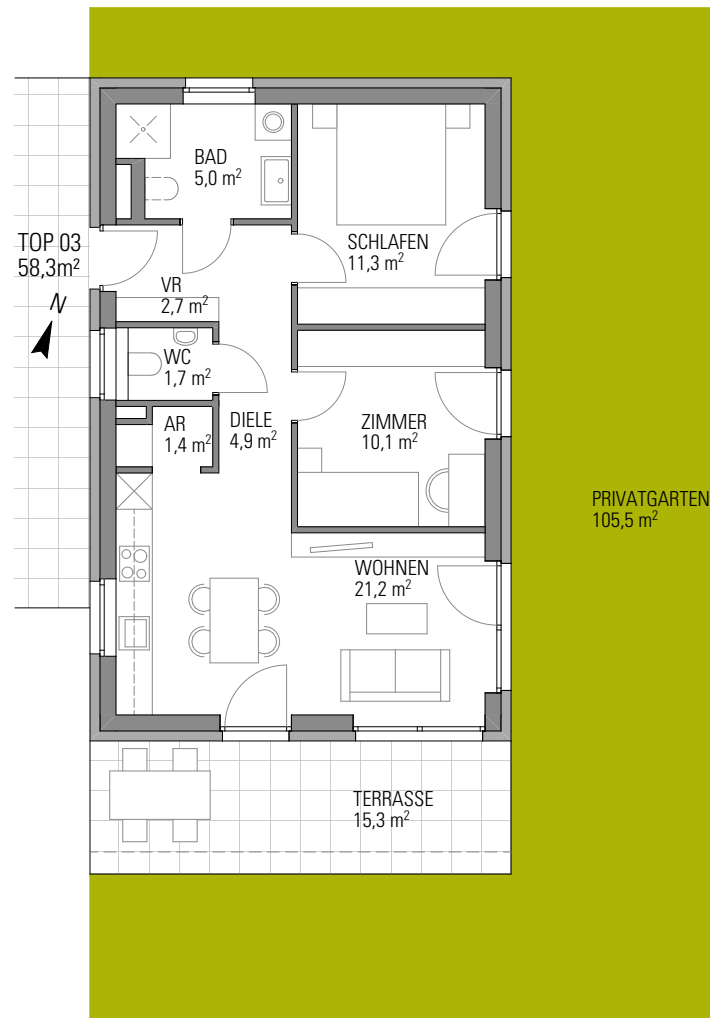 BAD
5,0 m²
TOP 03
58,3m²
N
SCHLAFEN
11,3 m²
VR
2,7 m²
WC
1,7 m²
AR
1,4 m²
DIELE
4,9 m²
ZIMMER
10,1 m²
PRIVATGARTEN
105,5 m²
WOHNEN
21,2 m²
TERRASSE
15,3 m²